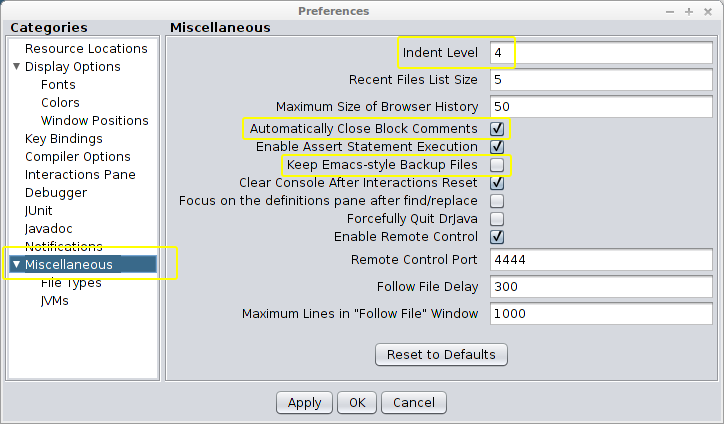 Preferences
Categories
Resource Locations
Display Options
Fonts
Colors
Window Positions
Key Bindings
Compiler Options
Interactions Pane
Debugger
JUnit
Javadoc
Notifications
Miscellaneous
File Types
JVMs
Miscellaneous
Indent Level 4
Recent Files List Size 5
Maximum Size of Browser History 50
Automatically Close Block Comments
Enable Assert Statement Execution
Keep Emacs-style Backup Files
Clear Console After Interactions Reset
Focus on the definitions pane after find/replace
Forcefully Quit DrJava
Enable Remote Control
Remote Control Port 4444
Follow File Delay 300
Maximum Lines in "Follow File" Window 1000
Reset to Defaults
Apply OK Cancel